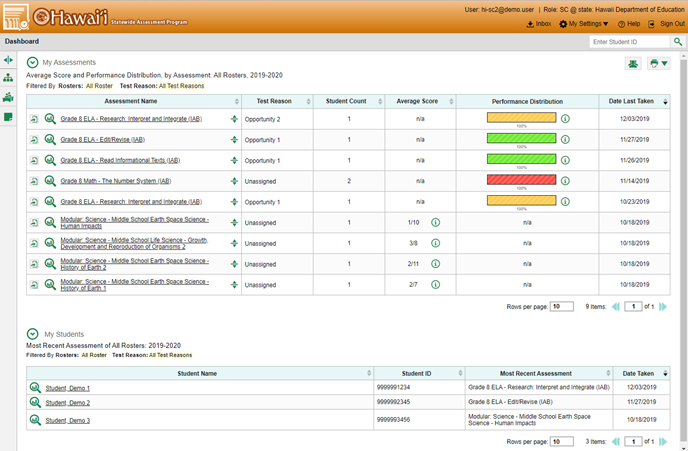 User: hi-sc2@demo.user | Role: SC @ state: Hawaii Department of Education
Hawai'i Statewide Assessment Program
Inbox My Settings Help Sign Out
Dashboard
Enter Student ID
My Assessments
Average Score and Performance Distribution, by Assessment: All Rosters, 2019-2020
Filtered By Rosters: All Roster Test Reason: All Test Reasons
Assessment Name Test Reason Student Count Average Score Performance Distribution Date Last Taken
Grade 8 ELA - Research: Interpret and Integrate (IAB) Opportunity 2 1 n/a 100% 12/03/2019
Grade 8 ELA - Edit/Revise (IAB) Opportunity 1 1 n/a 100% 11/27/2019
Grade 8 ELA - Read Informational Texts (IAB) Opportunity 1 1 n/a 100% 11/26/2019
Grade 8 Math - The Number System (IAB) Unassigned 2 n/a 100% 11/14/2019
Grade 8 ELA - Research: Interpret and Integrate (IAB) Opportunity 1 1 n/a 100% 10/23/2019
Modular: Science - Middle School Earth Space Science -
Human Impacts Unassigned 1 1/10 n/a 10/18/2019
Modular: Science - Middle School Life Science - Growth,
Development and Reproduction of Organisms 2 Unassigned 1 3/8 n/a 10/18/2019
Modular: Science - Middle School Earth Space Science -
History of Earth 2 Unassigned 1 2/11 n/a 10/18/2019
Modular: Science - Middle School Earth Space Science -
History of Earth 1 Unassigned 1 2/7 n/a 10/18/2019
Rows per page: 10 9 Items: 1 of 1
My Students
Most Recent Assessment of All Rosters: 2019-2020
Filtered By Rosters: All Roster Test Reason: All Test Reasons
Student Name Student ID Most Recent Assessment Date Taken
Student, Demo 1 9999991234 Grade 8 ELA - Research: Interpret and Integrate (IAB) 12/03/2019
Student, Demo 2 9999992345 Grade 8 ELA - Edit/Revise (IAB) 11/27/2019
Student, Demo 3 9999993456 Modular: Science - Middle School Earth Space
Science - Human Impacts 10/18/2019
Rows per page: 10 3 Items: 1 of 1